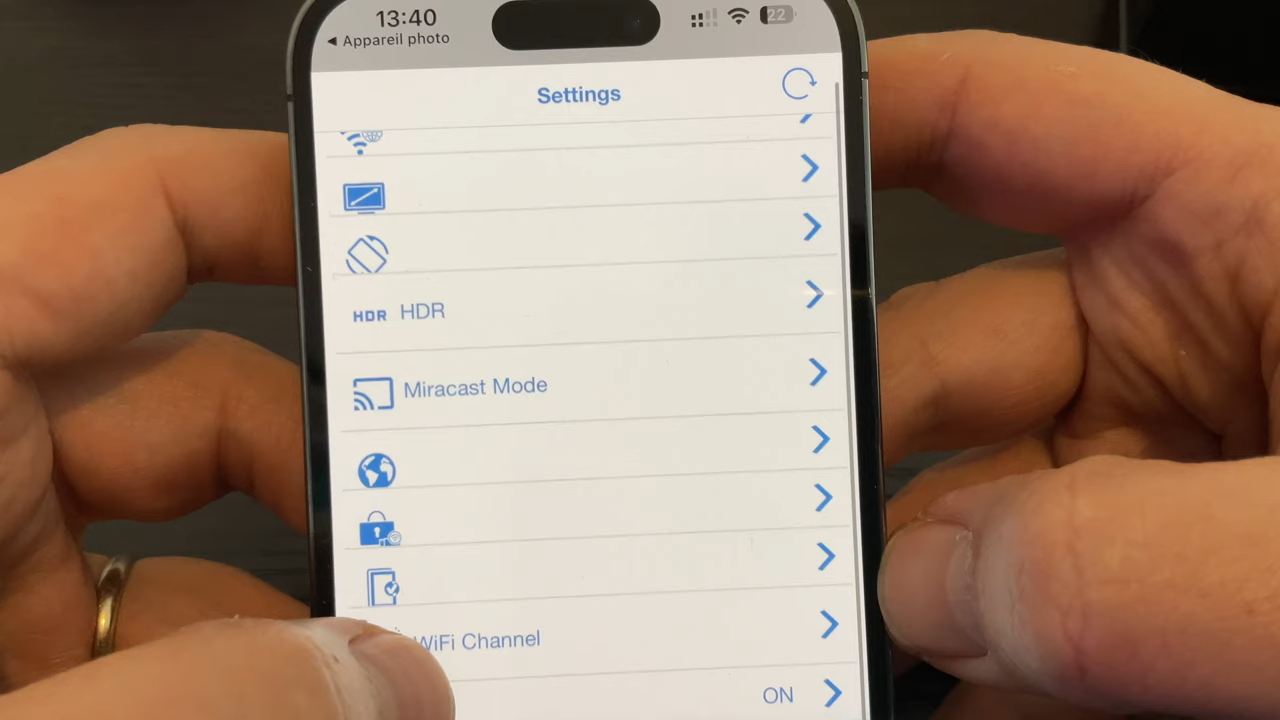 13:40
22
◀ Appareil photo
Settings
HDR HDR
Miracast Mode
WiFi Channel
ON